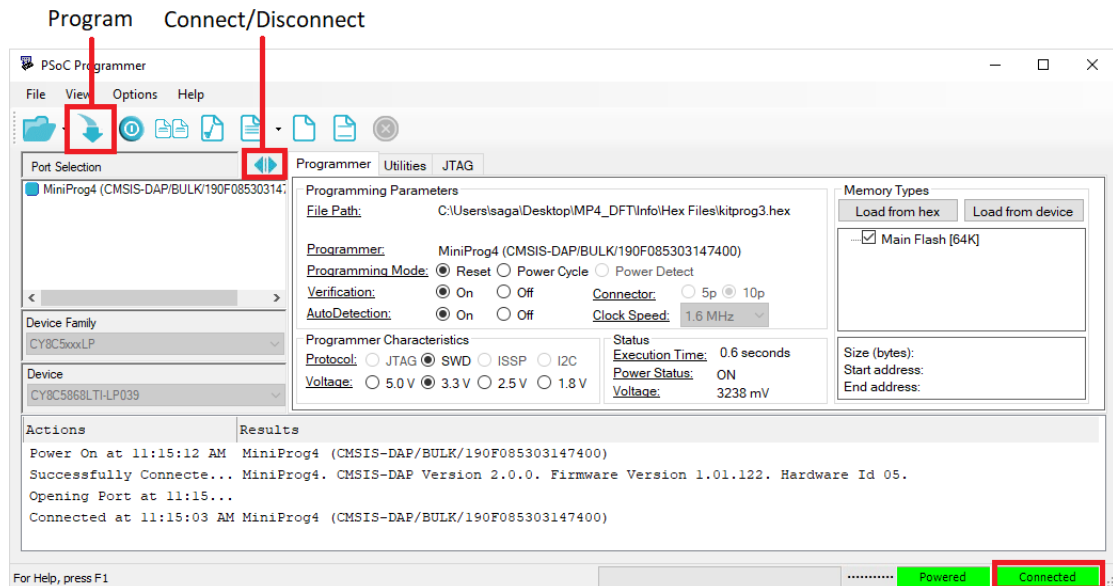 Program Connect/Disconnect
PSoC Programmer
File View Options Help
Port Selection
Programmer Utilities JTAG
MiniProg4 (CMSIS-DAP/BULK/190F085303147
Programming Parameters
File Path: C:\Users\saga\Desktop\MP4_DFT\Info\Hex Files\kitprog3.hex
Programmer: MiniProg4 (CMSIS-DAP/BULK/190F085303147400)
Programming Mode: Reset Power Cycle Power Detect
Verification: On Off Connector: 5p 10p
AutoDetection: On Off Clock Speed: 1.6 MHz
Memory Types
Load from hex Load from device
Main Flash [64K]
Device Family
CY8C5xxxLP
Device
CY8C5868LTI-LP039
Programmer Characteristics
Protocol: JTAG SWD ISSP I2C
Voltage: 5.0 V 3.3 V 2.5 V 1.8 V
Status
Execution Time: 0.6 seconds
Power Status: ON
Voltage: 3238 mV
Size (bytes):
Start address:
End address:
Actions Results
Power On at 11:15:12 AM MiniProg4 (CMSIS-DAP/BULK/190F085303147400)
Successfully Connecte... MiniProg4. CMSIS-DAP Version 2.0.0. Firmware Version 1.01.122. Hardware Id 05.
Opening Port at 11:15...
Connected at 11:15:03 AM MiniProg4 (CMSIS-DAP/BULK/190F085303147400)
For Help, press F1 Powered Connected